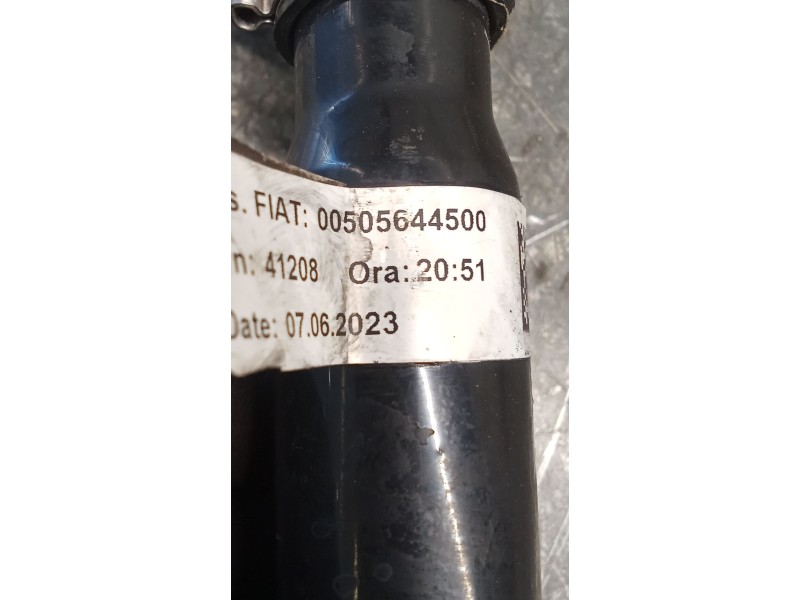 s. FIAT: 00505644500
n: 41208 Ora: 20:51
Date: 07.06.2023